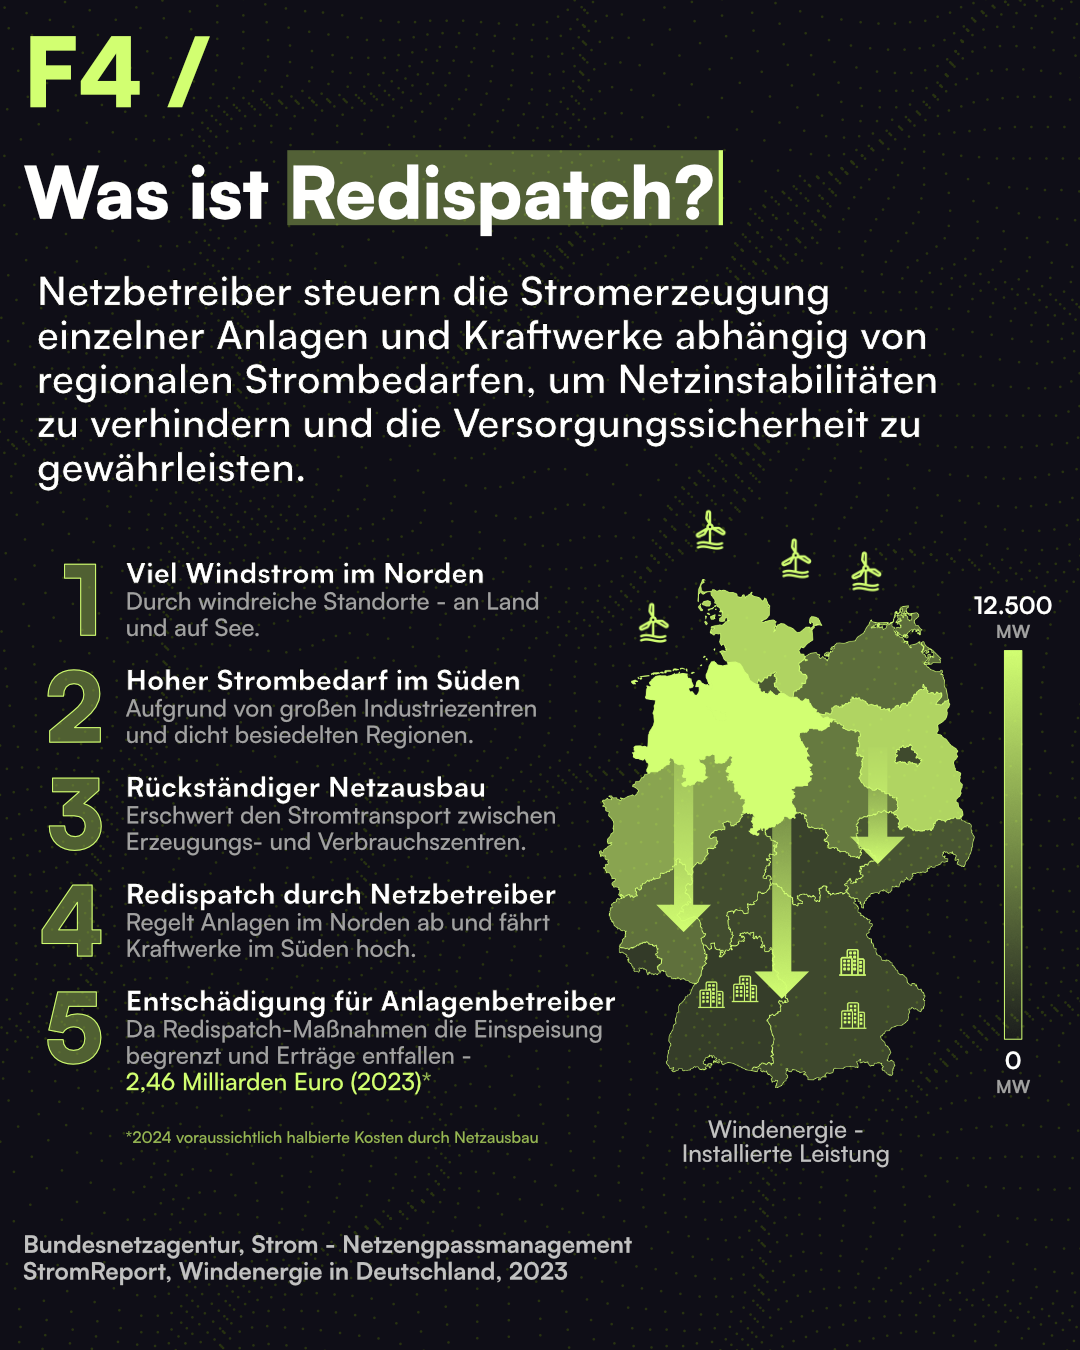 F4 /
Was ist Redispatch?
Netzbetreiber steuern die Stromerzeugung
einzelner Anlagen und Kraftwerke abhängig von
regionalen Strombedarfen, um Netzinstabilitäten
zu verhindern und die Versorgungssicherheit zu
gewährleisten.
1
Viel Windstrom im Norden
Durch windreiche Standorte - an Land
und auf See.
2
Hoher Strombedarf im Süden
Aufgrund von großen Industriezentren
und dicht besiedelten Regionen.
3
Rückständiger Netzausbau
Erschwert den Stromtransport zwischen
Erzeugungs- und Verbrauchszentren.
4
Redispatch durch Netzbetreiber
Regelt Anlagen im Norden ab und fährt
Kraftwerke im Süden hoch.
5
Entschädigung für Anlagenbetreiber
Da Redispatch-Maßnahmen die Einspeisung
begrenzt und Erträge entfallen -
2,46 Milliarden Euro (2023)*
*2024 voraussichtlich halbierte Kosten durch Netzausbau
12.500
MW
0
MW
Windenergie -
Installierte Leistung
Bundesnetzagentur, Strom - Netzengpassmanagement
StromReport, Windenergie in Deutschland, 2023